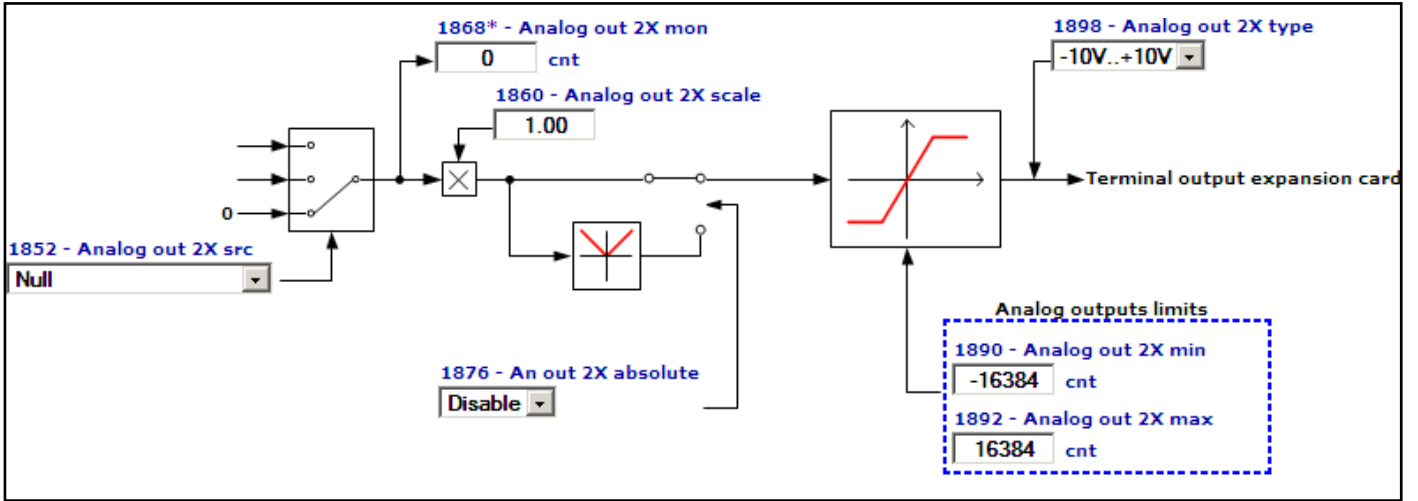 1868* - Analog out 2X mon
0 cnt
1898 - Analog out 2X type
-10V..+10V
1860 - Analog out 2X scale
1.00
0
Terminal output expansion card
1852 - Analog out 2X src
Null
1876 - An out 2X absolute
Disable
Analog outputs limits
1890 - Analog out 2X min
-16384 cnt
1892 - Analog out 2X max
16384 cnt